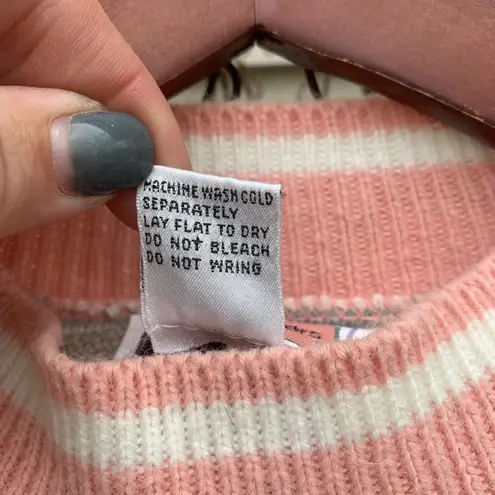 MACHINE WASH COLD
SEPARATELY
LAY FLAT TO DRY
DO NOT BLEACH
DO NOT WRING